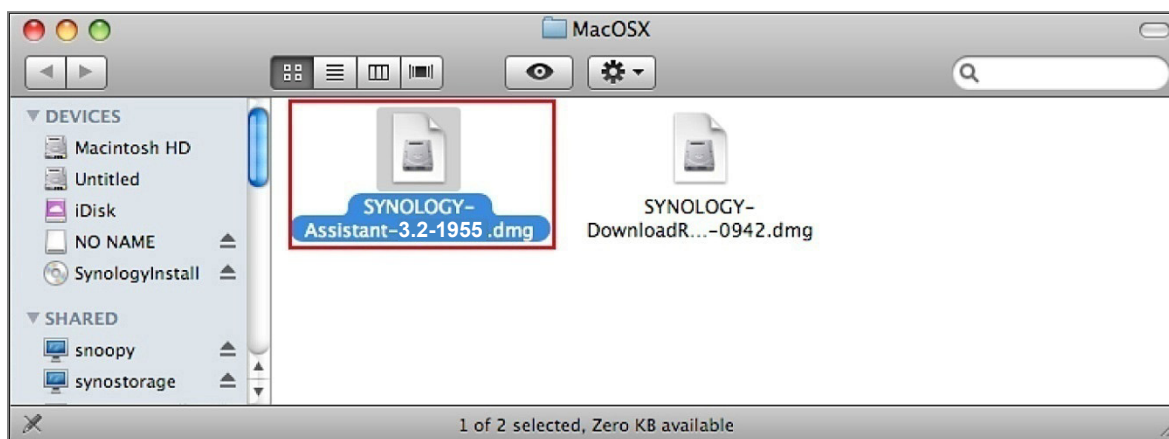 MacOSX
DEVICES
Macintosh HD
Untitled
iDisk
NO NAME
SynologyInstall
SHARED
snoopy
synostorage
SYNOLOGY-
Assistant-3.2-1955 .dmg
SYNOLOGY-
DownloadR...-0942.dmg
1 of 2 selected, Zero KB available